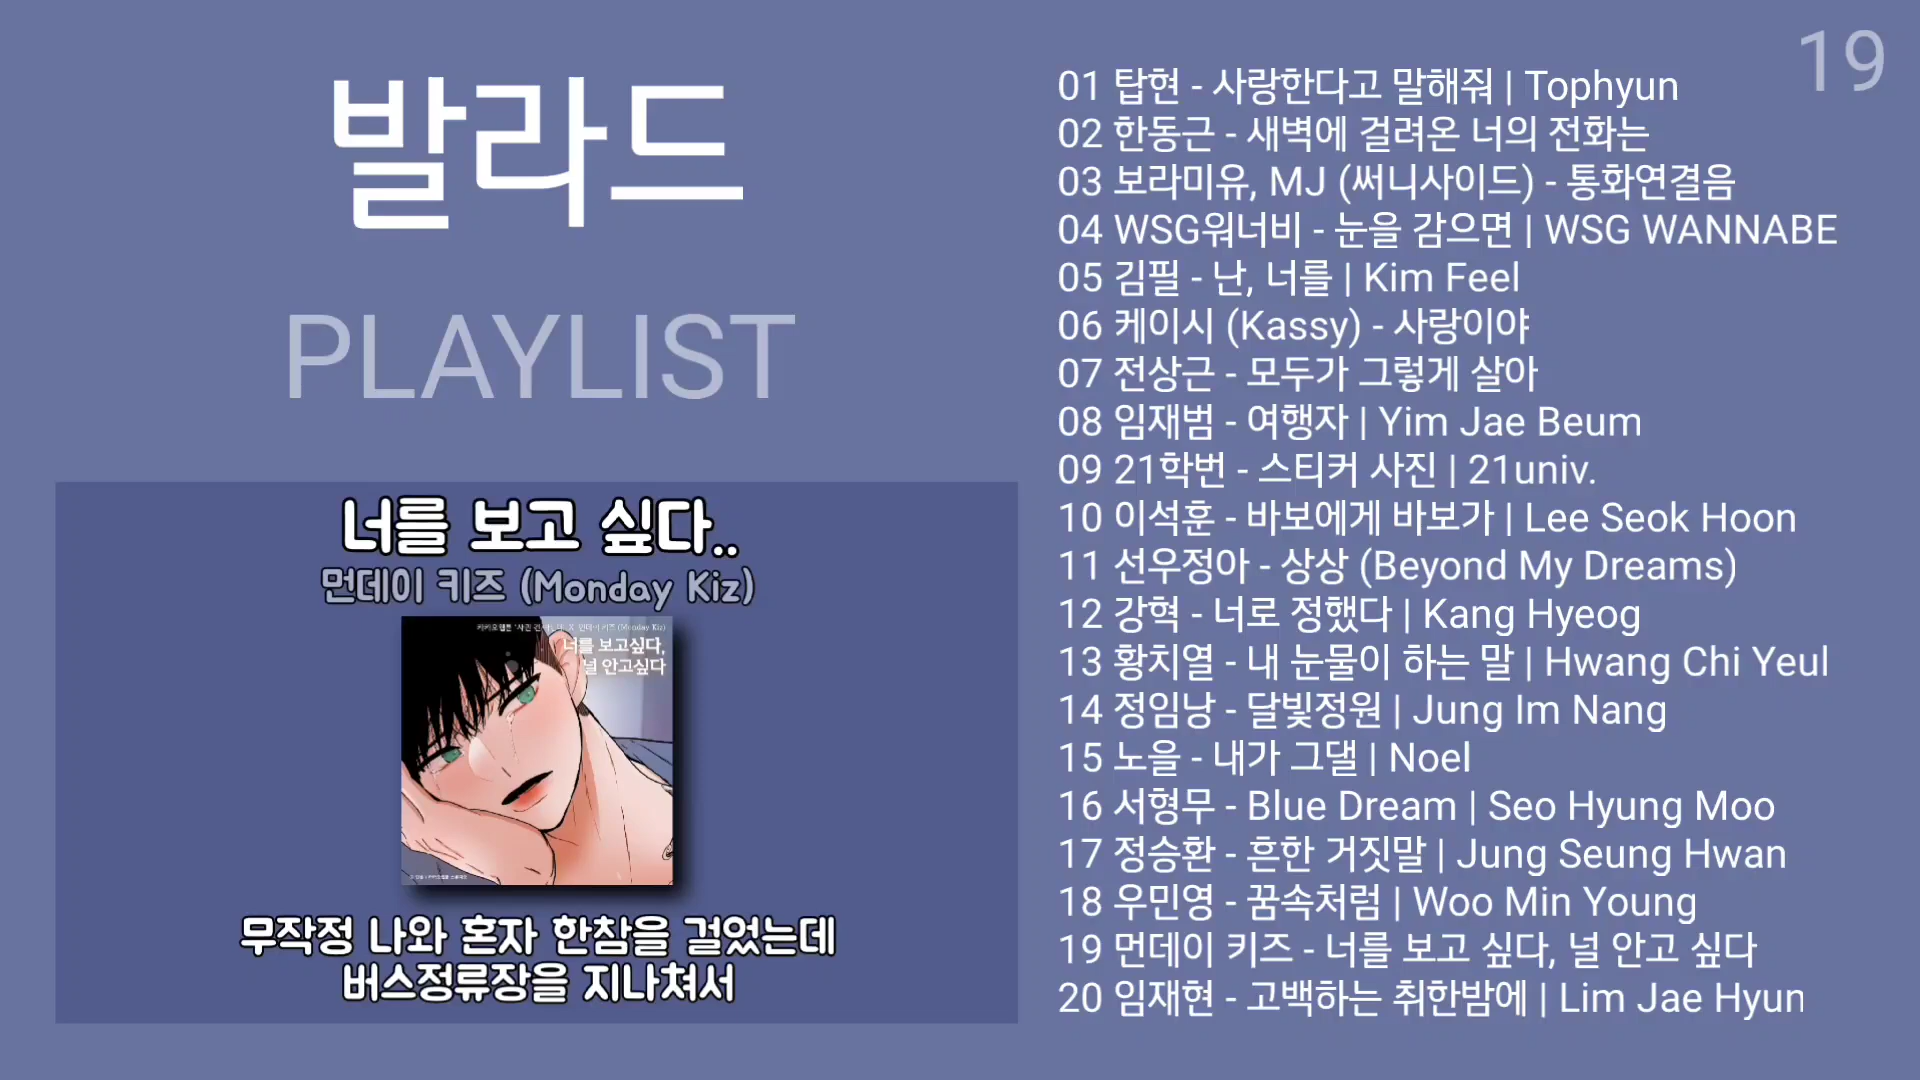 발라드
PLAYLIST
너를 보고 싶다..
먼데이 키즈 (Monday Kiz)
먼데이 키즈 (Monday Kiz)
너를 보고싶다,
널 안고싶다
무작정 나와 혼자 한참을 걸었는데
버스정류장을 지나쳐서
19
01 탑현 - 사랑한다고 말해줘 | Tophyun
02 한동근 - 새벽에 걸려온 너의 전화는
03 보라미유, MJ (써니사이드) - 통화연결음
04 WSG워너비 - 눈을 감으면 | WSG WANNABE
05 김필 - 난, 너를 | Kim Feel
06 케이시 (Kassy) - 사랑이야
07 전상근 - 모두가 그렇게 살아
08 임재범 - 여행자 | Yim Jae Beum
09 21학번 - 스티커 사진 | 21univ.
10 이석훈 - 바보에게 바보가 | Lee Seok Hoon
11 선우정아 - 상상 (Beyond My Dreams)
12 강혁 - 너로 정했다 | Kang Hyeog
13 황치열 - 내 눈물이 하는 말 | Hwang Chi Yeul
14 정임낭 - 달빛정원 | Jung Im Nang
15 노을 - 내가 그댈 | Noel
16 서형무 - Blue Dream | Seo Hyung Moo
17 정승환 - 흔한 거짓말 | Jung Seung Hwan
18 우민영 - 꿈속처럼 | Woo Min Young
19 먼데이 키즈 - 너를 보고 싶다, 널 안고 싶다
20 임재현 - 고백하는 취한밤에 | Lim Jae Hyun